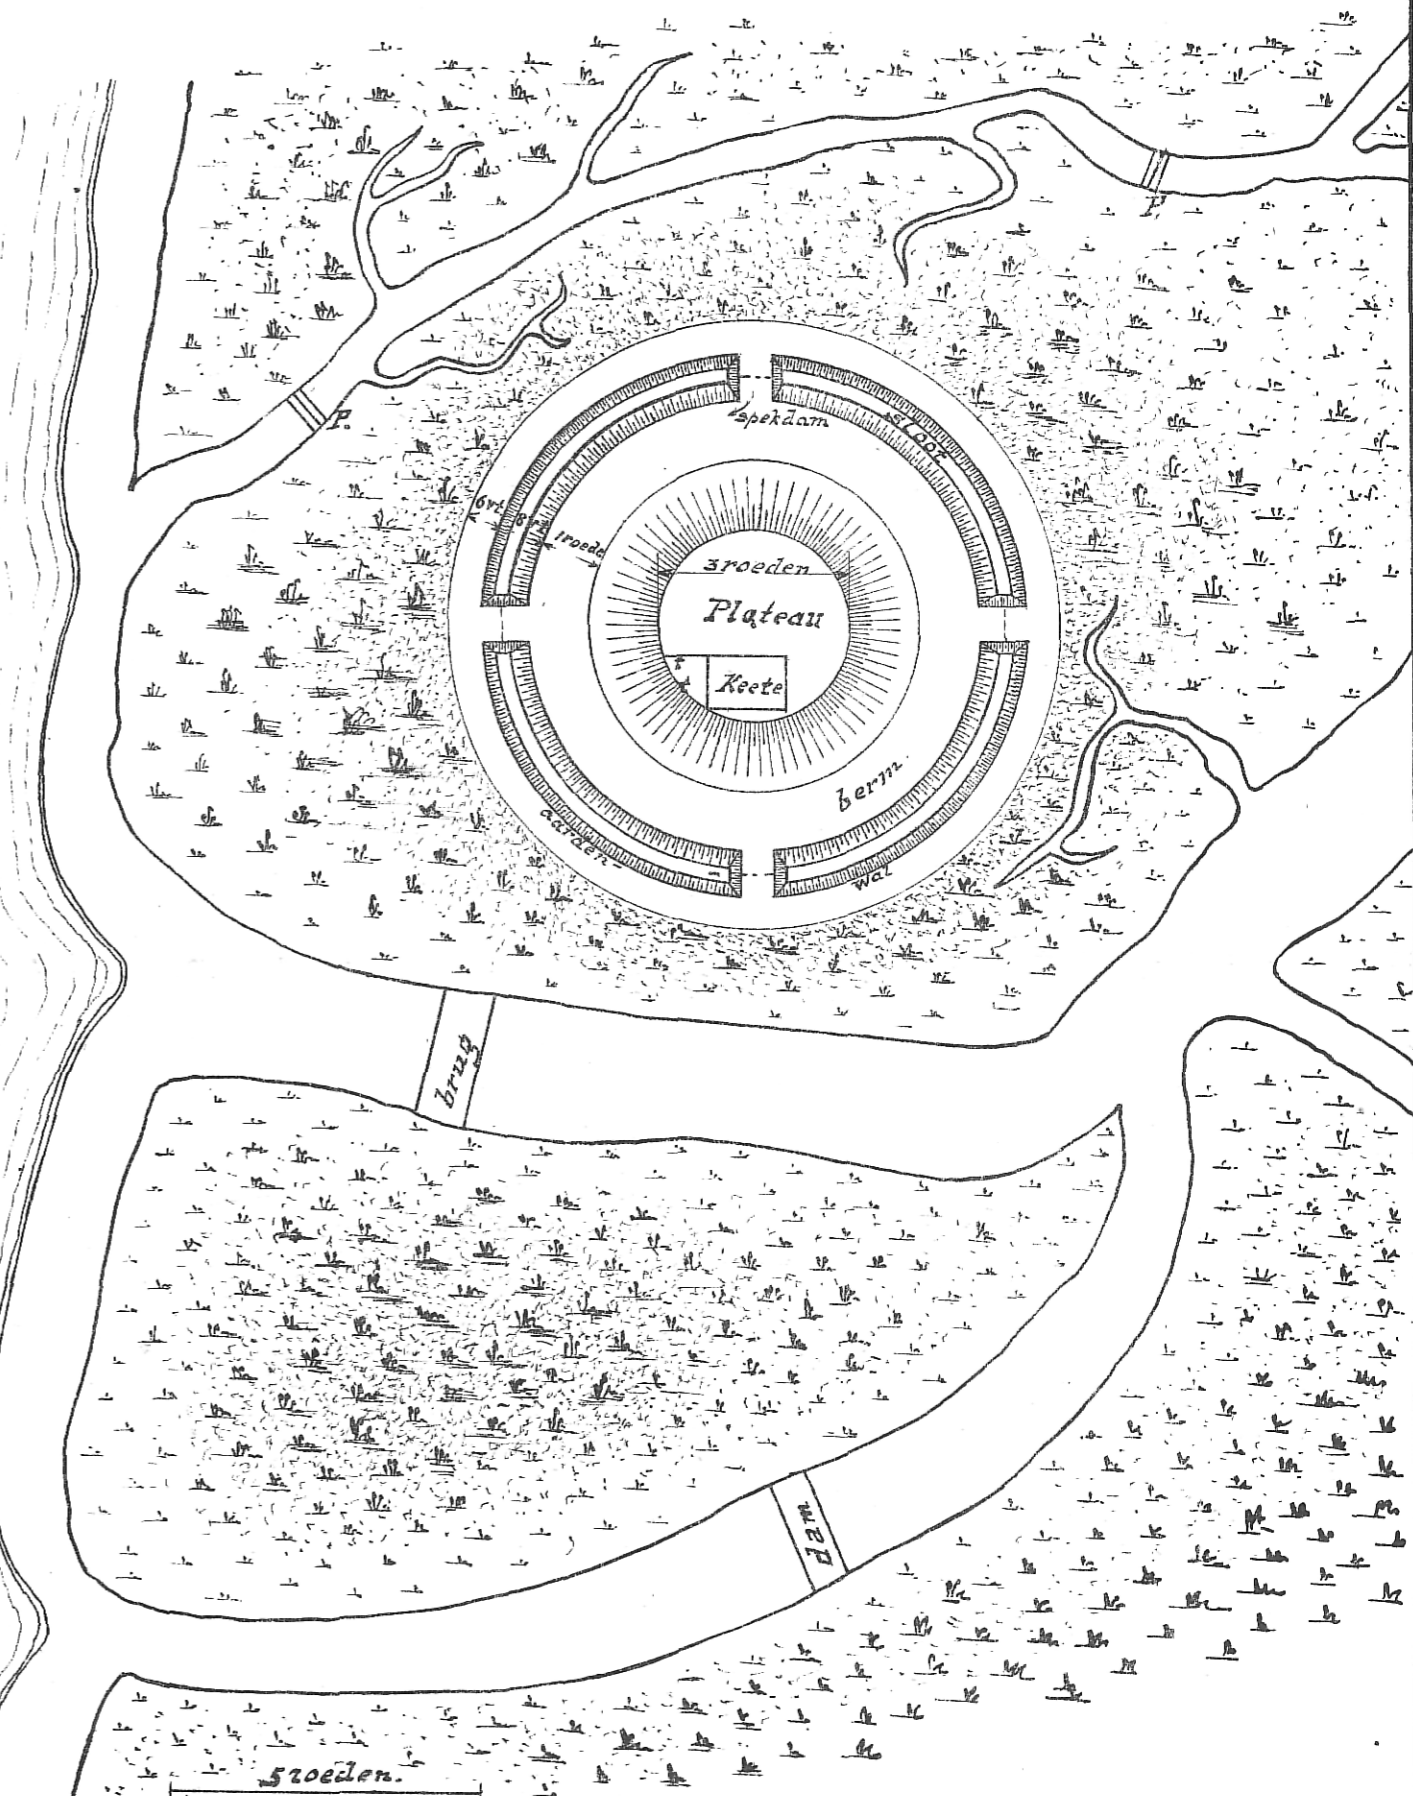 P.
P.
spekdam
sloot
6vt.
8vt.
1roede
3roeden
Plateau
Keete
berm
aarden
wal
brug
dam
5roeden.